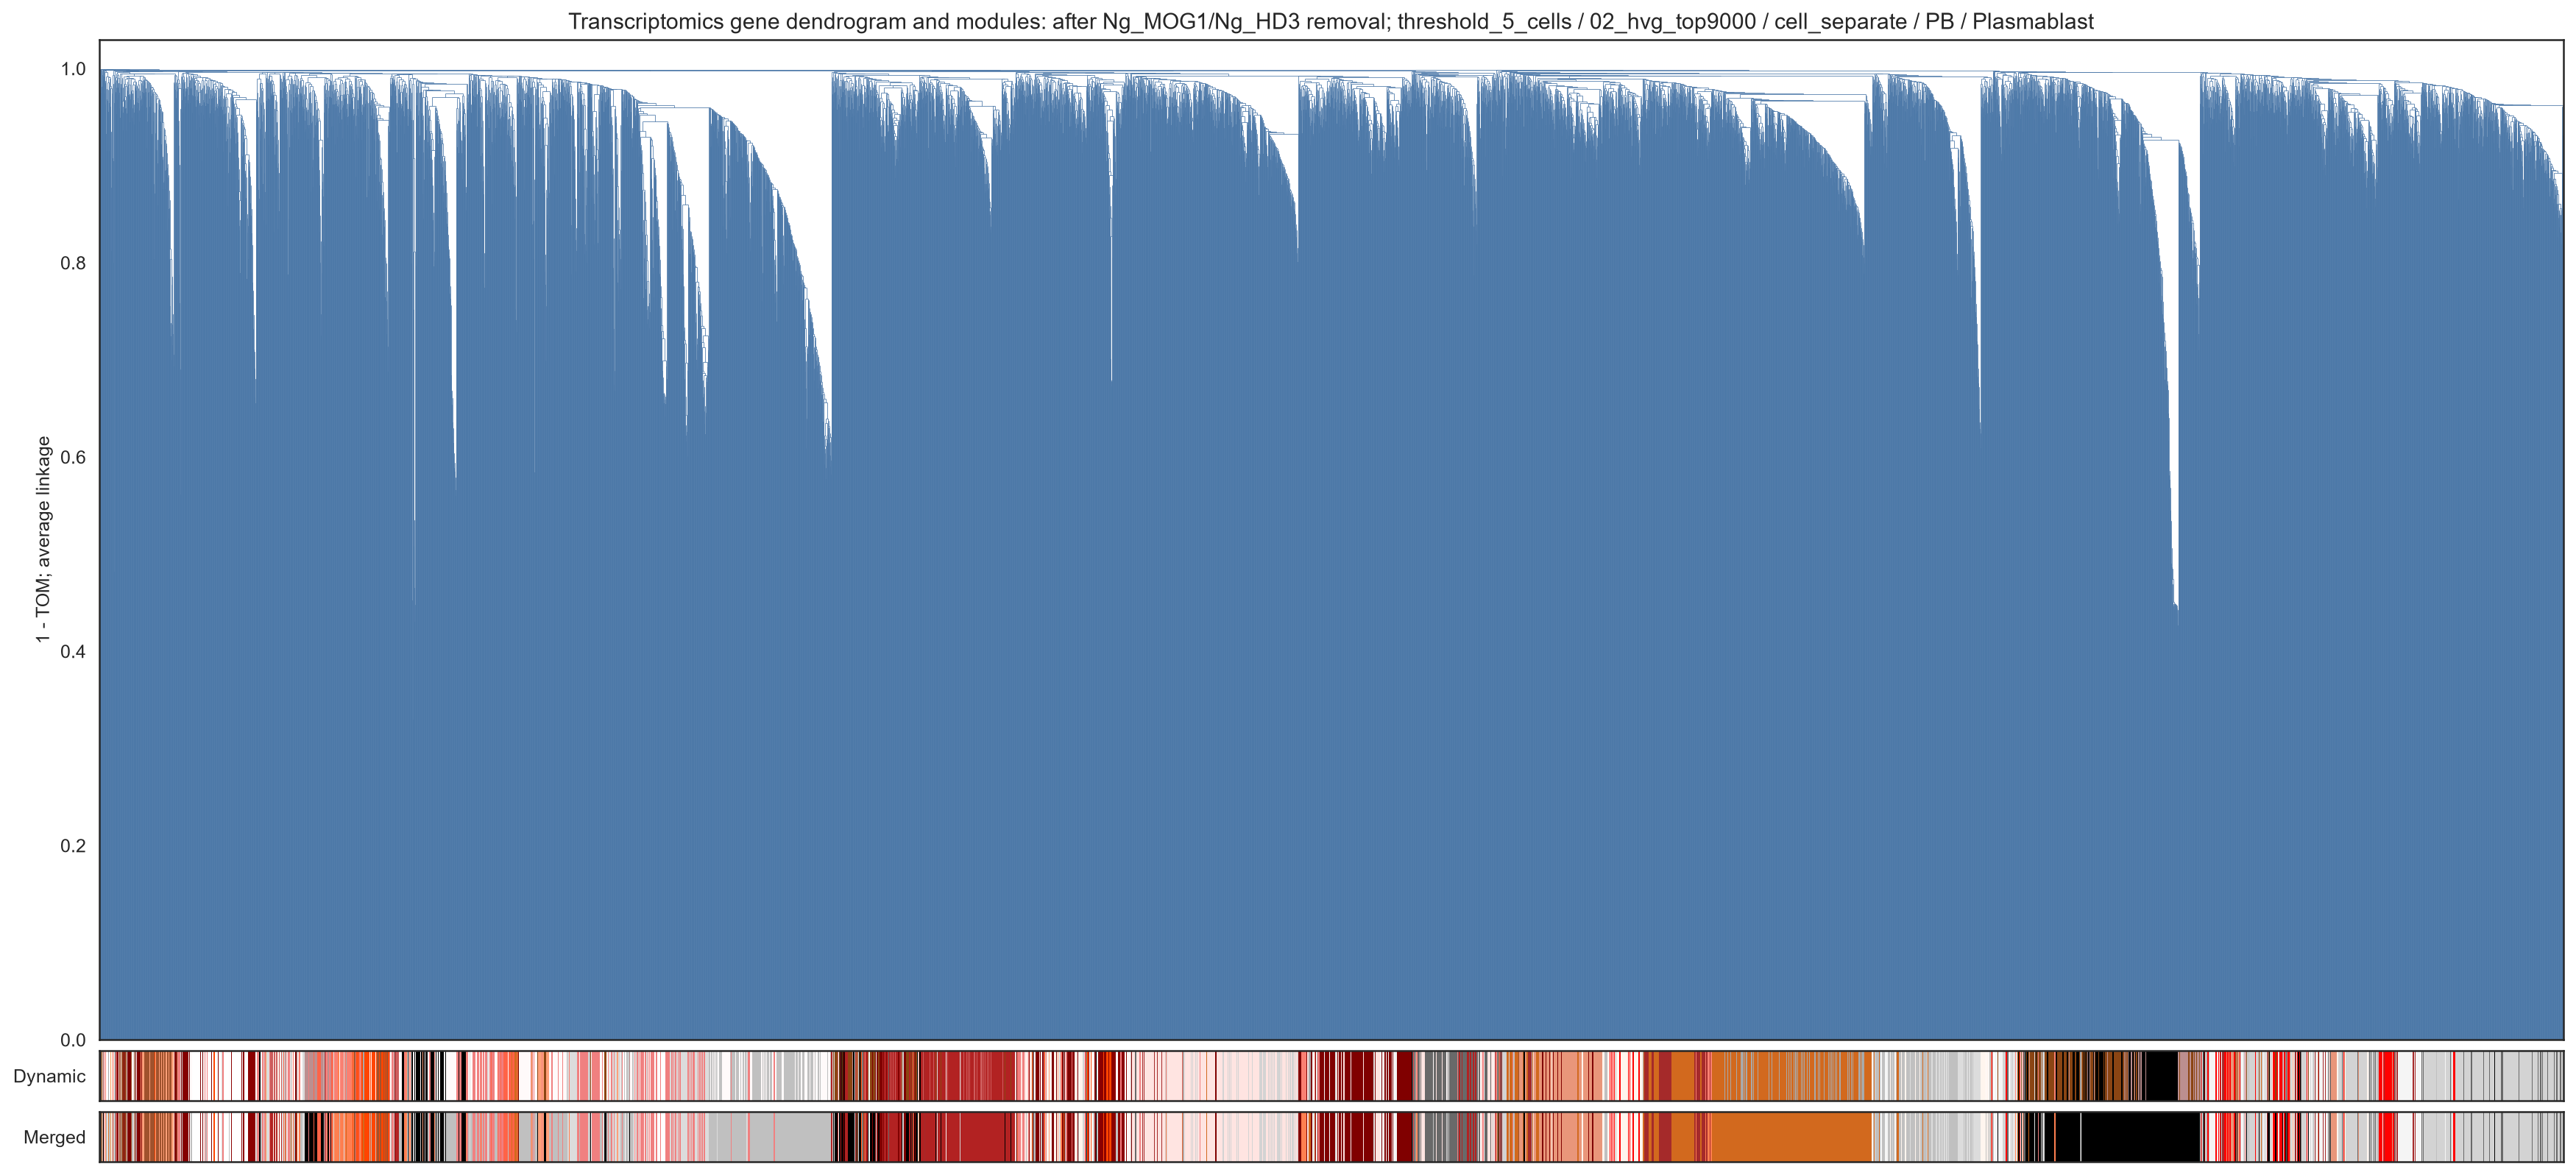 Transcriptomics gene dendrogram and modules: after Ng_MOG1/Ng_HD3 removal; threshold_5_cells / 02_hvg_top9000 / cell_separate / PB / Plasmablast
1.0
0.8
0.6
0.4
0.2
0.0
1 - TOM; average linkage
Dynamic
Merged